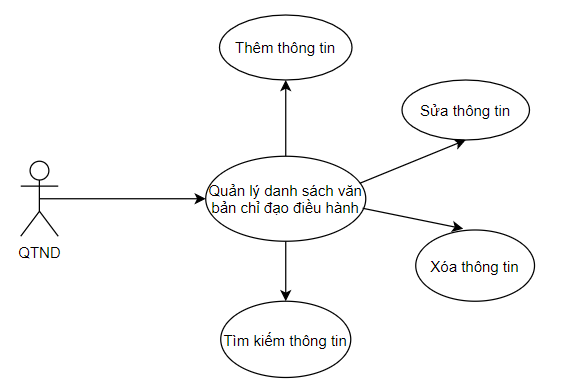 Thêm thông tin
Sửa thông tin
Quản lý danh sách văn
bản chỉ đạo điều hành
QTND
Xóa thông tin
Tìm kiếm thông tin